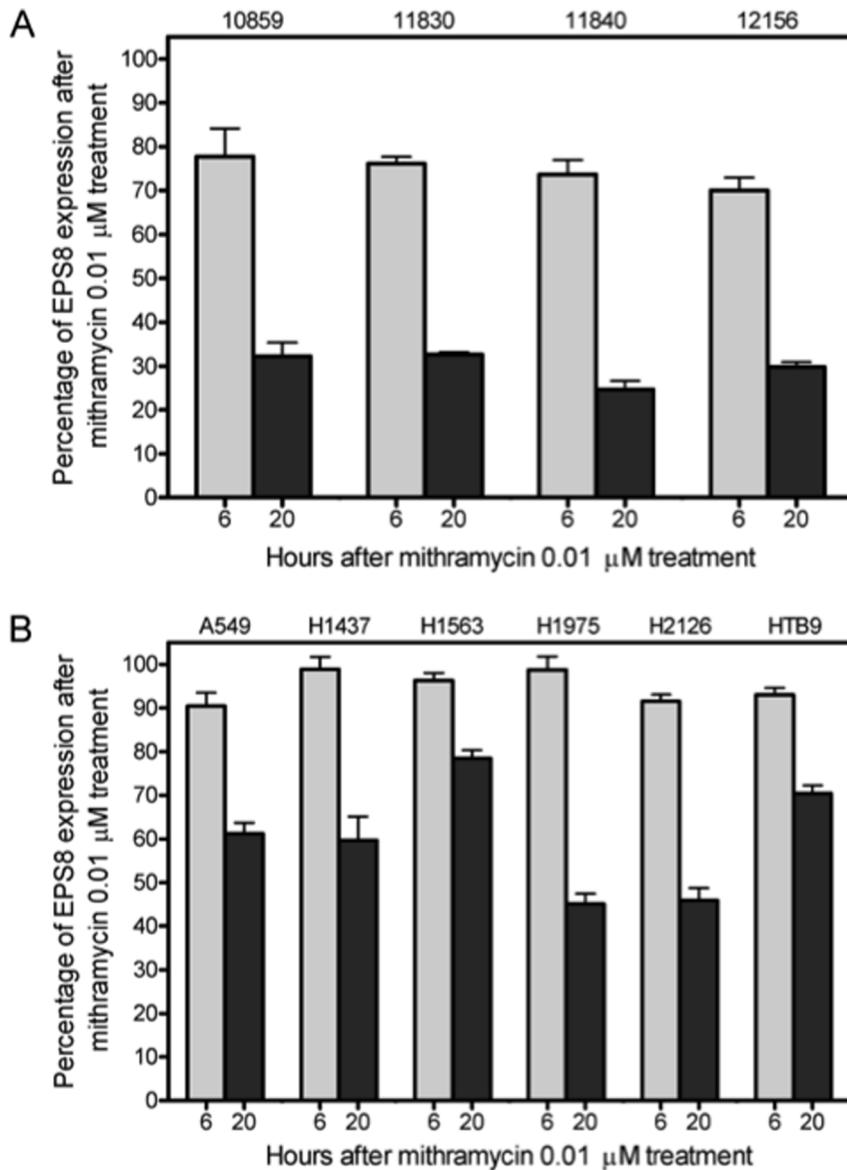 A
10859 11830 11840 12156
Percentage of EPS8 expression after
mithramycin 0.01 μM treatment
100
90
80
70
60
50
40
30
20
10
0
6 20 6 20 6 20 6 20
Hours after mithramycin 0.01 μM treatment
B
A549 H1437 H1563 H1975 H2126 HTB9
Percentage of EPS8 expression after
mithramycin 0.01 μM treatment
100
90
80
70
60
50
40
30
20
10
0
6 20 6 20 6 20 6 20 6 20 6 20
Hours after mithramycin 0.01 μM treatment